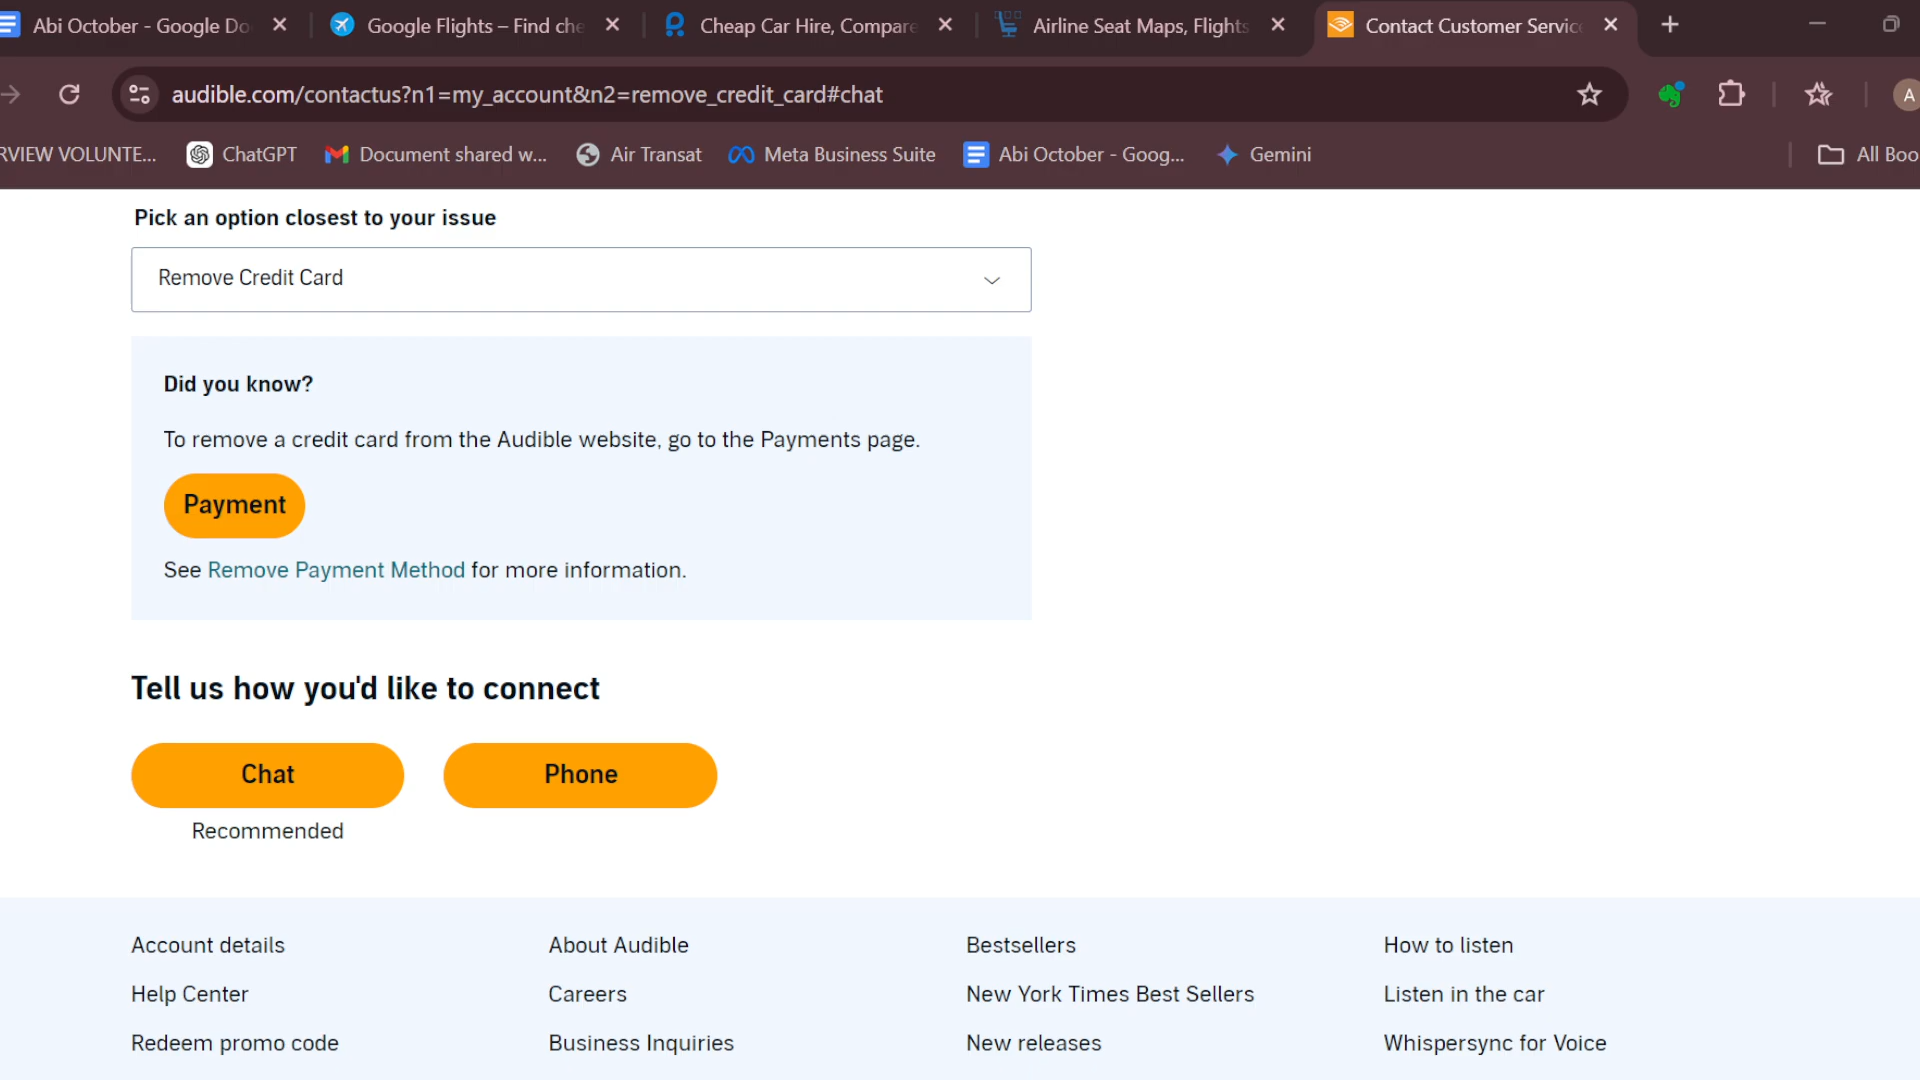 Abi October - Google Do
Google Flights – Find che
Cheap Car Hire, Compare
Airline Seat Maps, Flights
Contact Customer Servic
audible.com/contactus?n1=my_account&n2=remove_credit_card#chat
A
RVIEW VOLUNTE...
ChatGPT
Document shared w...
Air Transat
Meta Business Suite
Abi October - Goog...
Gemini
All Boo
Pick an option closest to your issue
Remove Credit Card
Did you know?
To remove a credit card from the Audible website, go to the Payments page.
Payment
See Remove Payment Method for more information.
Tell us how you'd like to connect
Chat
Phone
Recommended
Account details
About Audible
Bestsellers
How to listen
Help Center
Careers
New York Times Best Sellers
Listen in the car
Redeem promo code
Business Inquiries
New releases
Whispersync for Voice